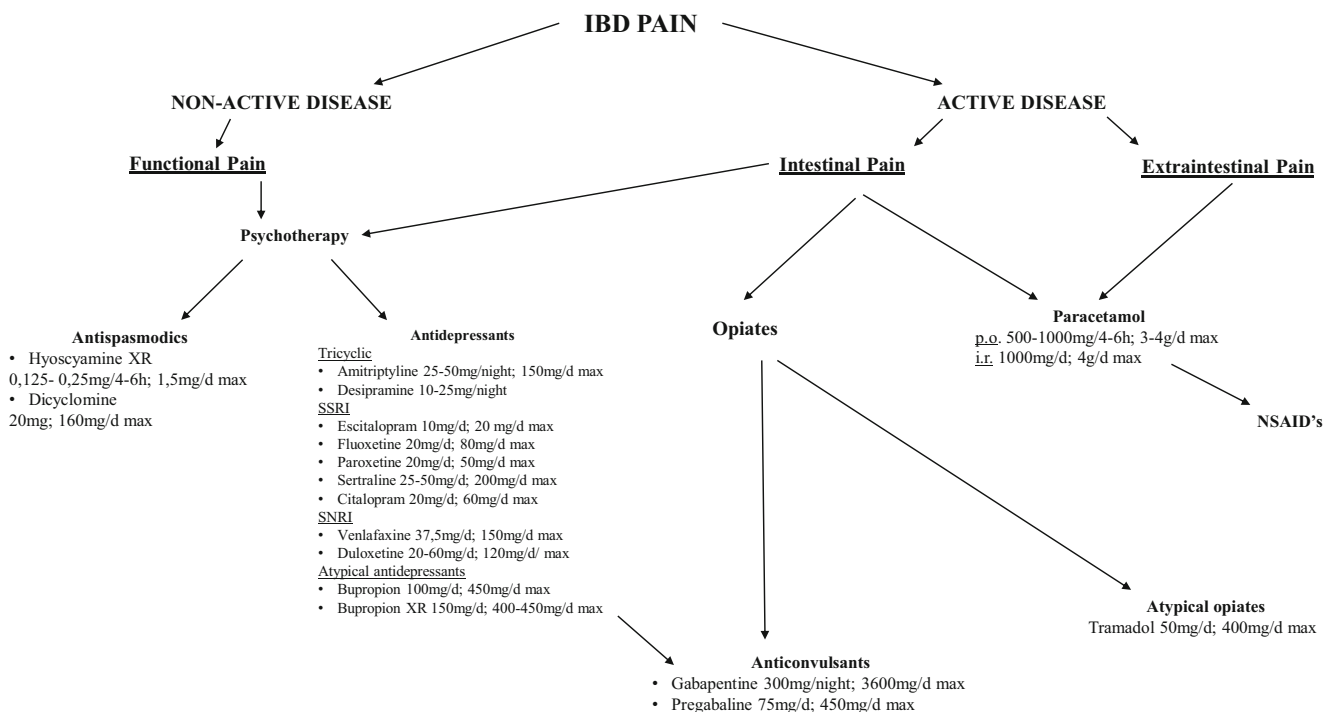 IBD PAIN
NON-ACTIVE DISEASE
ACTIVE DISEASE
Functional Pain
Intestinal Pain
Extraintestinal Pain
Psychotherapy
Antispasmodics
• Hyoscyamine XR
0,125- 0,25mg/4-6h; 1,5mg/d max
• Dicyclomine
20mg; 160mg/d max
Antidepressants
Tricyclic
• Amitriptyline 25-50mg/night; 150mg/d max
• Desipramine 10-25mg/night
SSRI
• Escitalopram 10mg/d; 20 mg/d max
• Fluoxetine 20mg/d; 80mg/d max
• Paroxetine 20mg/d; 50mg/d max
• Sertraline 25-50mg/d; 200mg/d max
• Citalopram 20mg/d; 60mg/d max
SNRI
• Venlafaxine 37,5mg/d; 150mg/d max
• Duloxetine 20-60mg/d; 120mg/d/ max
Atypical antidepressants
• Bupropion 100mg/d; 450mg/d max
• Bupropion XR 150mg/d; 400-450mg/d max
Opiates
Paracetamol
p.o. 500-1000mg/4-6h; 3-4g/d max
i.r. 1000mg/d; 4g/d max
NSAID's
Atypical opiates
Tramadol 50mg/d; 400mg/d max
Anticonvulsants
• Gabapentine 300mg/night; 3600mg/d max
• Pregabaline 75mg/d; 450mg/d max